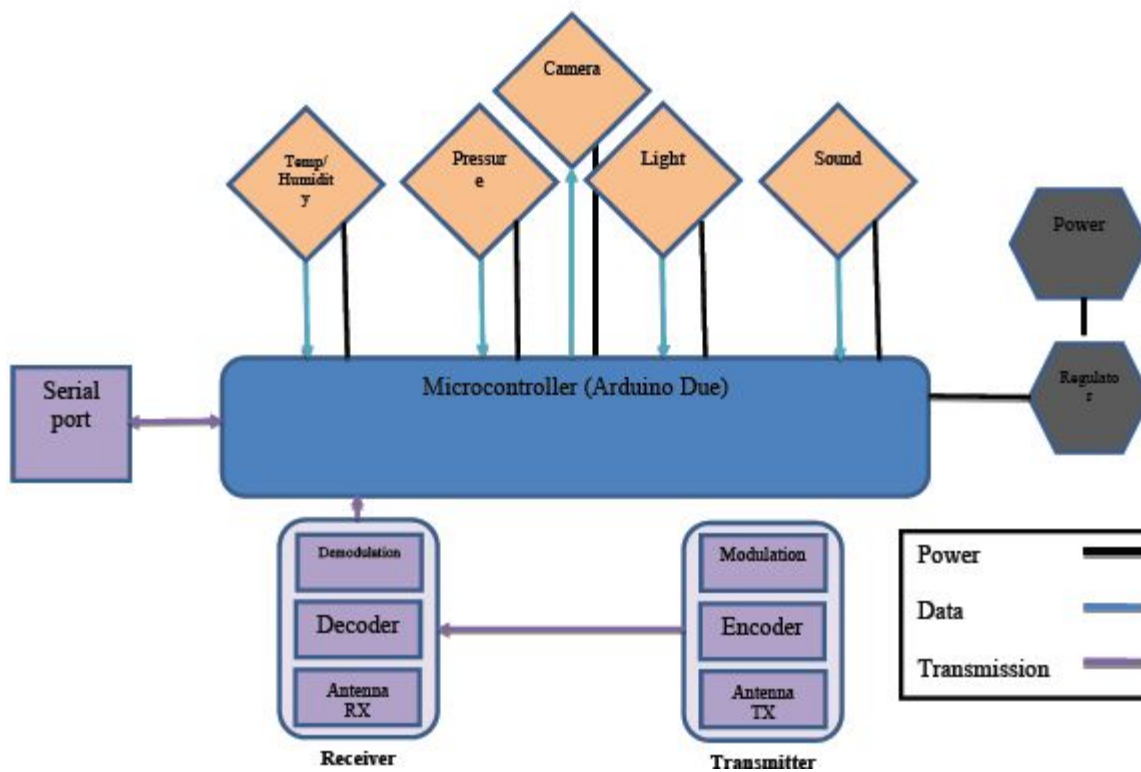 Camera
Temp/
Humidit
y
Pressur
e
Light
Sound
Power
Serial
port
Microcontroller (Arduino Due)
Regulato
r
Demodulation
Decoder
Antenna
RX
Receiver
Modulation
Encoder
Antenna
TX
Transmitter
Power
Data
Transmission